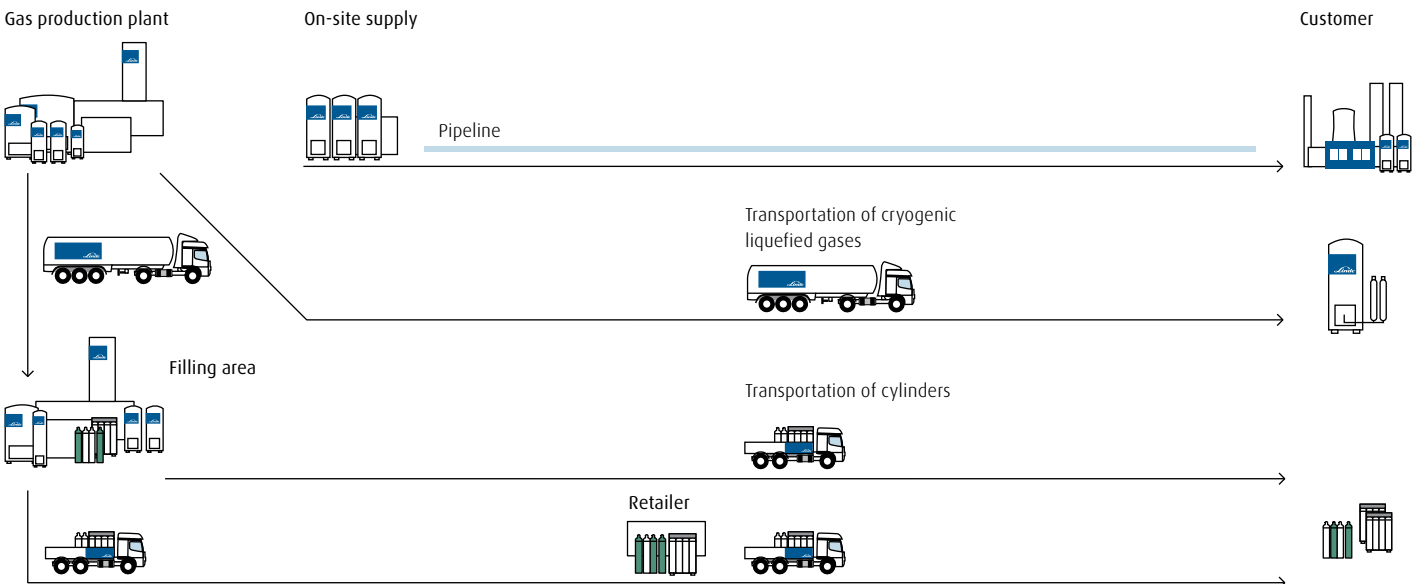 Gas production plant
On-site supply
Customer
Pipeline
Transportation of cryogenic
liquefied gases
Filling area
Transportation of cylinders
Retailer
Linde